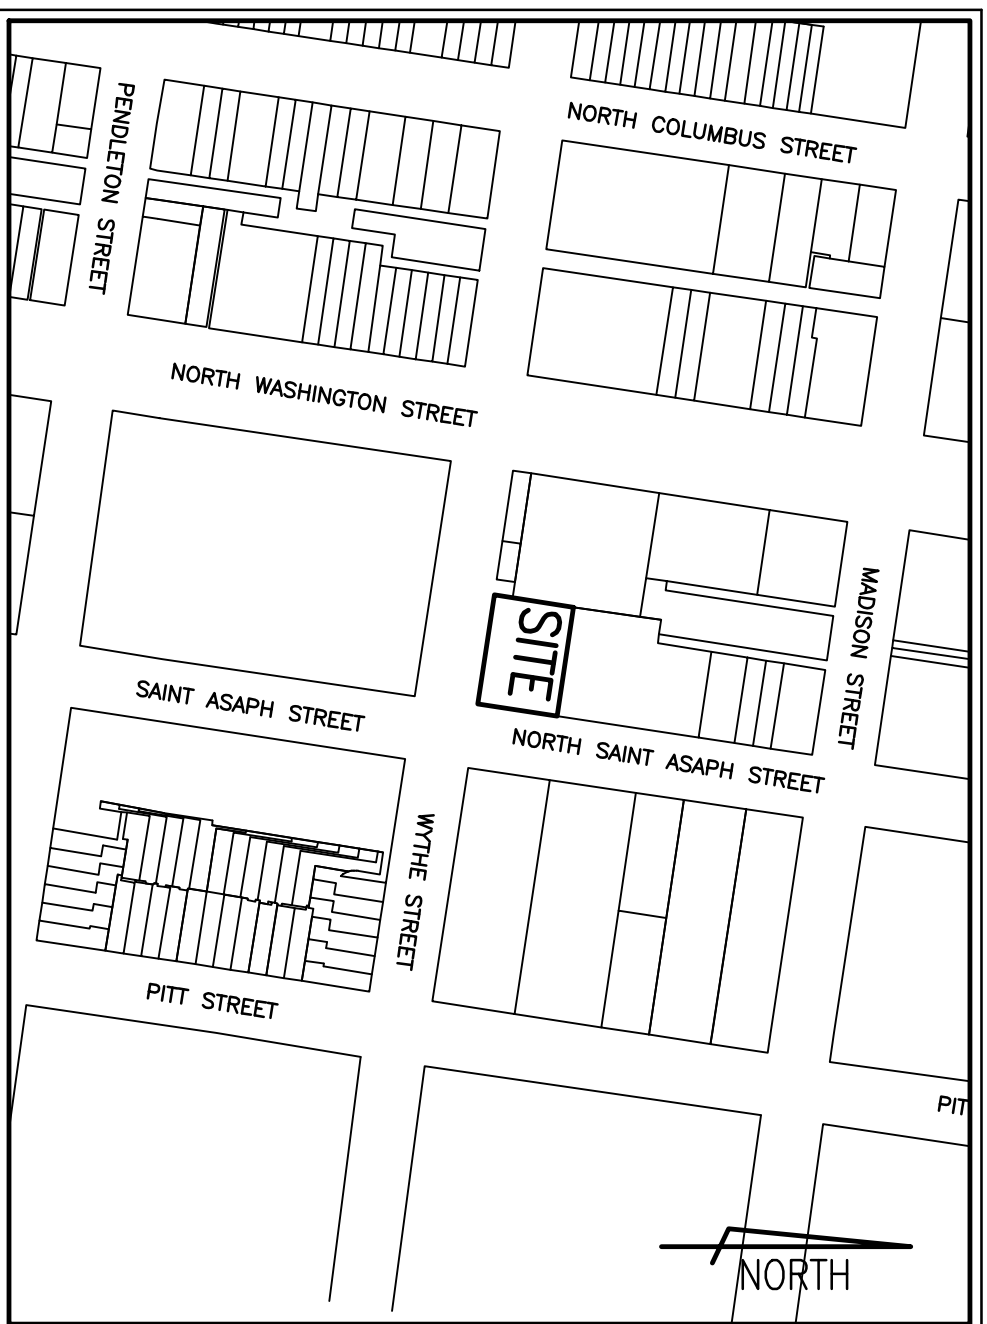 NORTH COLUMBUS STREET
PENDLETON STREET
NORTH WASHINGTON STREET
MADISON STREET
SITE
SAINT ASAPH STREET
NORTH SAINT ASAPH STREET
WYTHE STREET
PITT STREET
PIT
NORTH